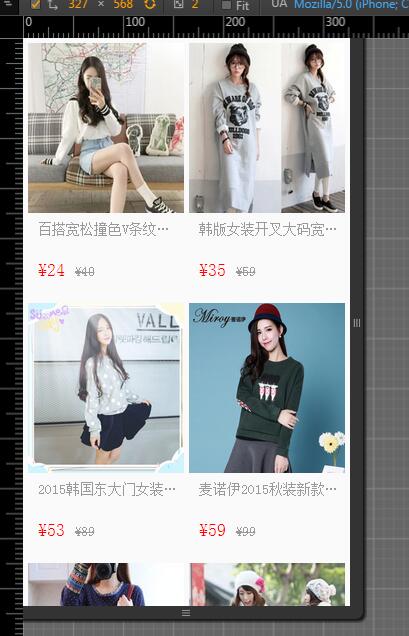 327 × 568
2
Fit
UA
Mozilla/5.0 (iPhone; C
0 100 200 300
百搭宽松撞色V条纹…
韩版女装开叉大码宽…
¥24 ¥40
¥35 ¥59
VALL
Miroy 麦诺伊
2015韩国东大门女装…
麦诺伊2015秋装新款…
¥53 ¥89
¥59 ¥99